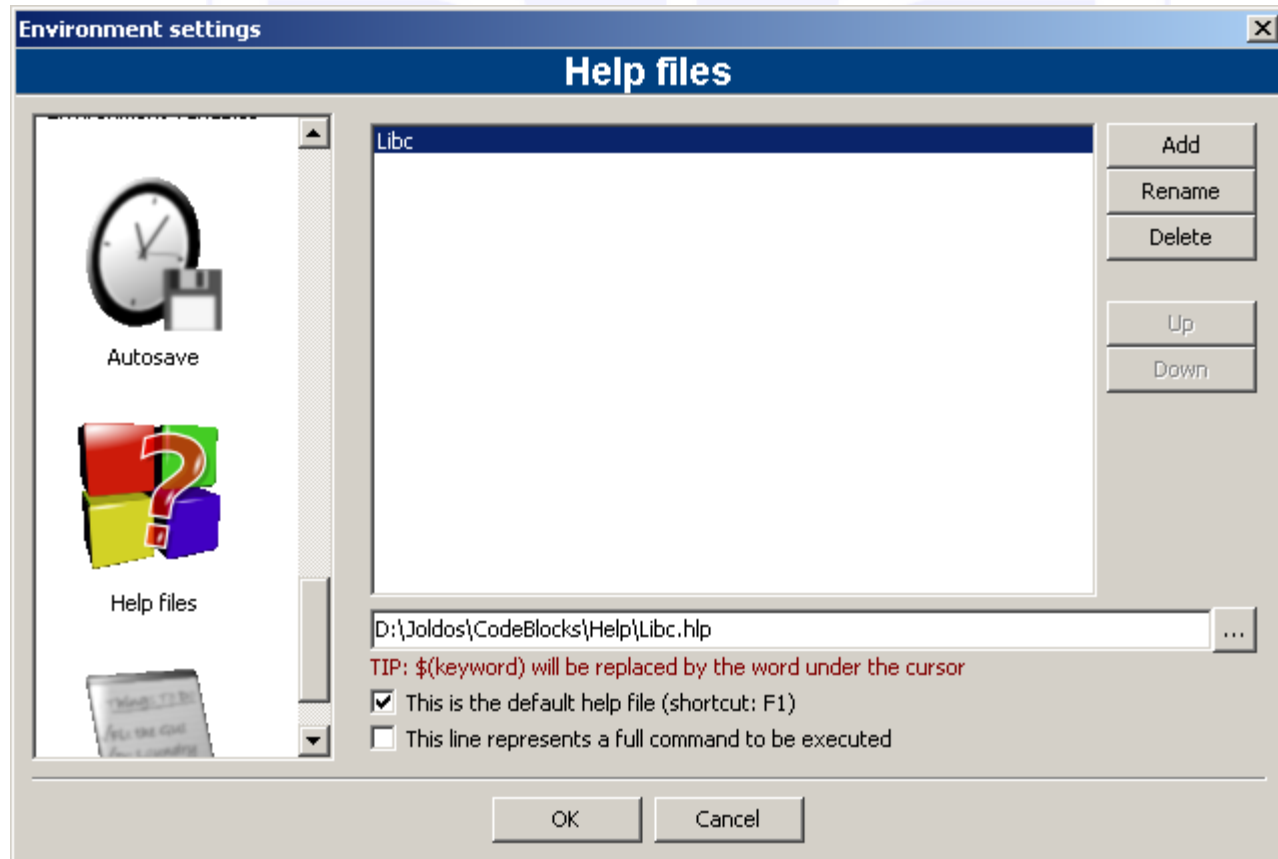 Environment settings
Help files
Environment variables
Autosave
Help files
Libc
Add
Rename
Delete
Up
Down
D:\Joldos\CodeBlocks\Help\Libc.hlp
...
TIP: $(keyword) will be replaced by the word under the cursor
This is the default help file (shortcut: F1)
This line represents a full command to be executed
OK
Cancel